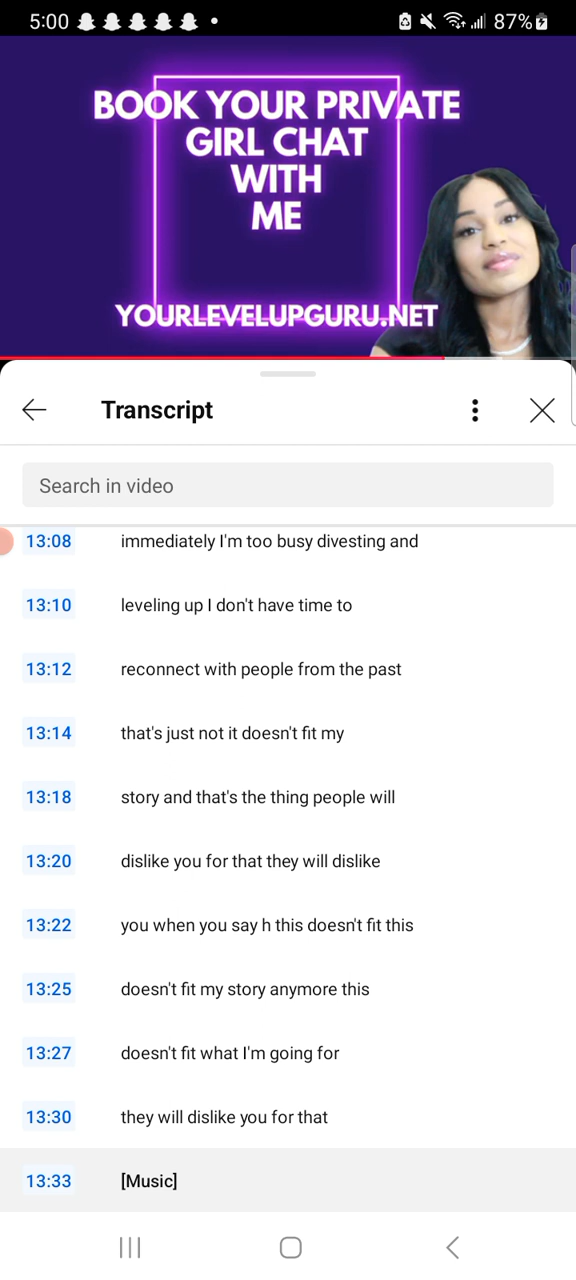 5:00
87%
BOOK YOUR PRIVATE
GIRL CHAT
WITH
ME
YOURLEVELUPGURU.NET
Transcript
Search in video
13:08 immediately I'm too busy divesting and
13:10 leveling up I don't have time to
13:12 reconnect with people from the past
13:14 that's just not it doesn't fit my
13:18 story and that's the thing people will
13:20 dislike you for that they will dislike
13:22 you when you say h this doesn't fit this
13:25 doesn't fit my story anymore this
13:27 doesn't fit what I'm going for
13:30 they will dislike you for that
13:33 [Music]